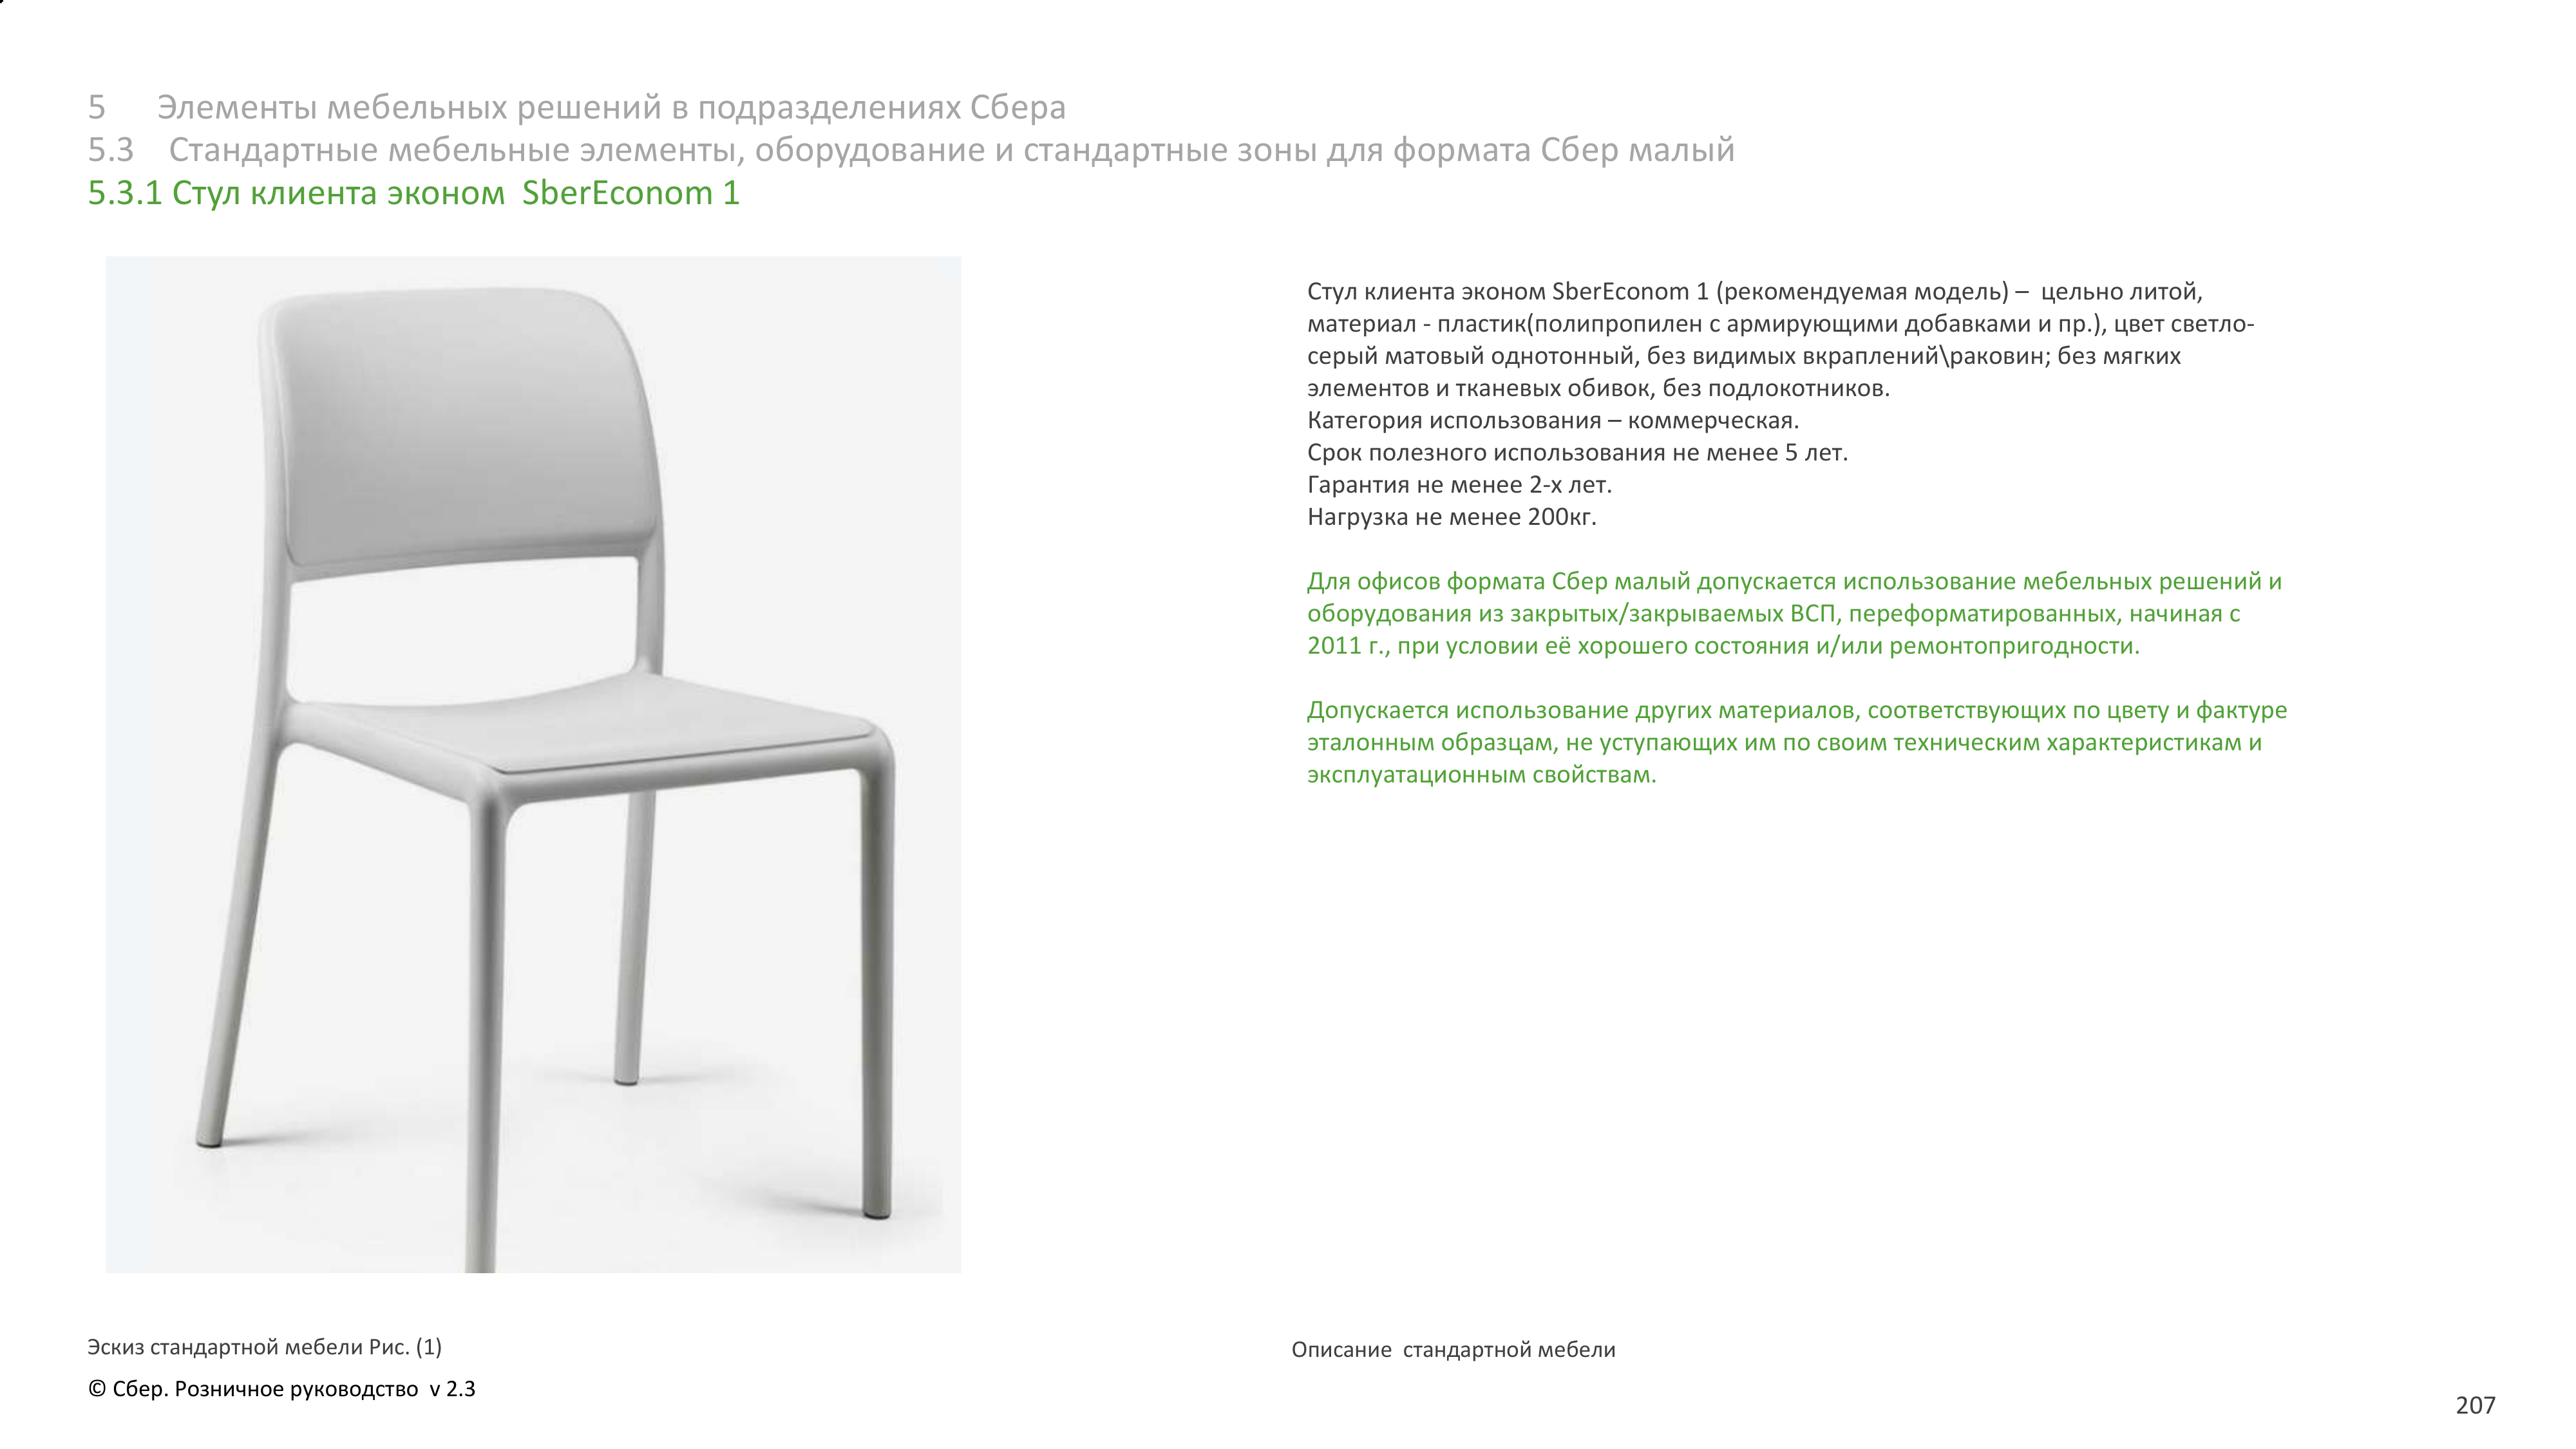 5 Элементы мебельных решений в подразделениях Сбера
5.3 Стандартные мебельные элементы, оборудование и стандартные зоны для формата Сбер малый
5.3.1 Стул клиента эконом SberEconom 1
Стул клиента эконом SberEconom 1 (рекомендуемая модель) – цельно литой,
материал - пластик(полипропилен с армирующими добавками и пр.), цвет светло-
серый матовый однотонный, без видимых вкраплений\раковин; без мягких
элементов и тканевых обивок, без подлокотников.
Категория использования – коммерческая.
Срок полезного использования не менее 5 лет.
Гарантия не менее 2-х лет.
Нагрузка не менее 200кг.
Для офисов формата Сбер малый допускается использование мебельных решений и
оборудования из закрытых/закрываемых ВСП, переформатированных, начиная с
2011 г., при условии её хорошего состояния и/или ремонтопригодности.
Допускается использование других материалов, соответствующих по цвету и фактуре
эталонным образцам, не уступающих им по своим техническим характеристикам и
эксплуатационным свойствам.
Эскиз стандартной мебели Рис. (1)
Описание стандартной мебели
© Сбер. Розничное руководство v 2.3
207